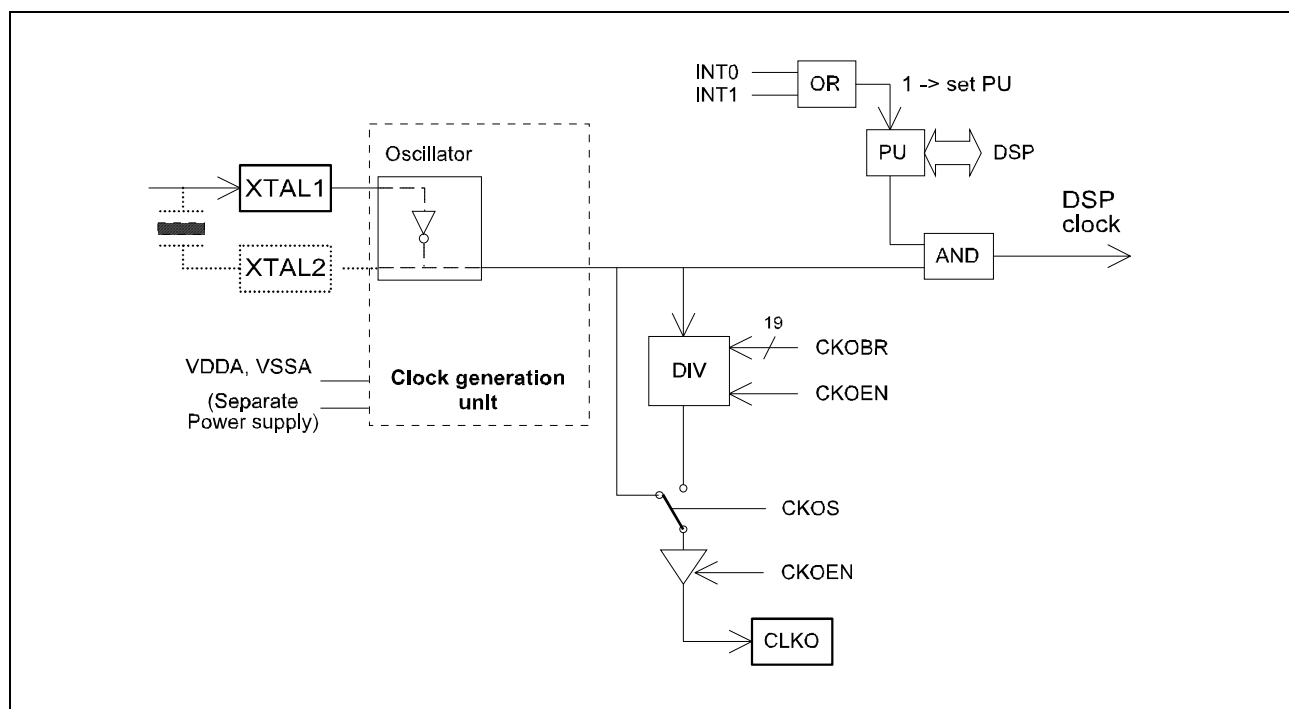 INT0
INT1
OR
1 -> set PU
PU
DSP
Oscillator
XTAL1
XTAL2
DSP
clock
AND
19
CKOBR
DIV
CKOEN
VDDA, VSSA
(Separate
Power supply)
Clock generation
unIt
CKOS
CKOEN
CLKO